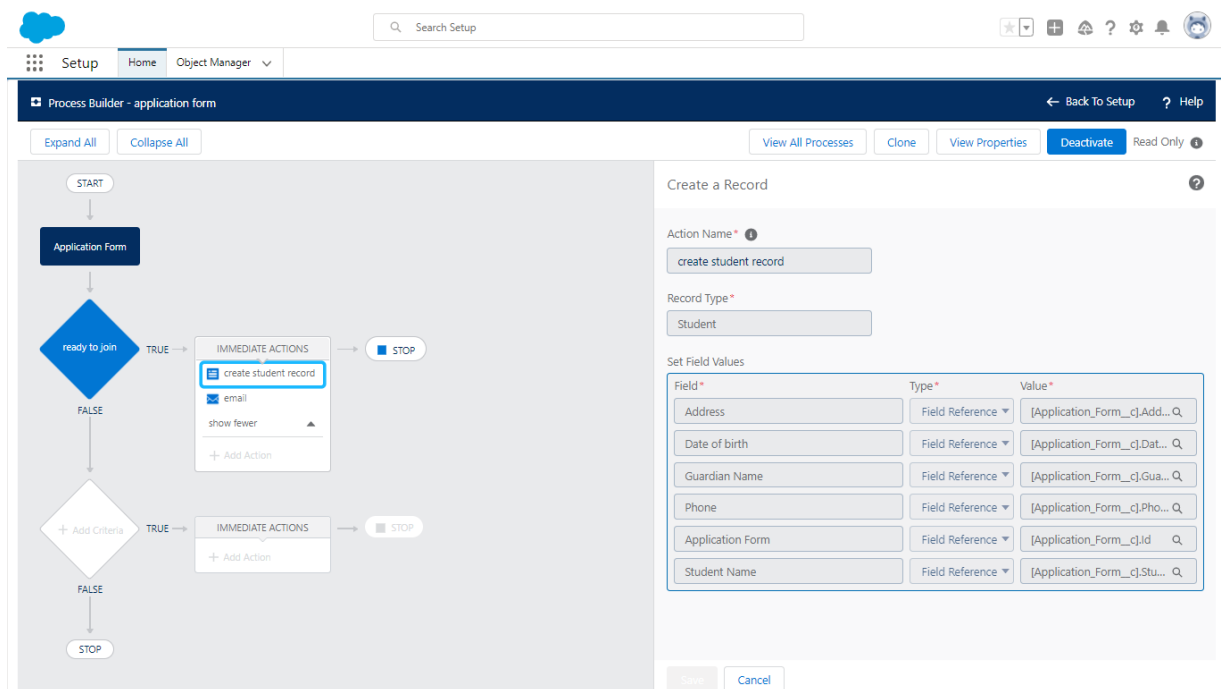 Search Setup
Setup Home Object Manager
Process Builder - application form
Back To Setup ? Help
Expand All Collapse All
View All Processes Clone View Properties Deactivate Read Only
START
Application Form
ready to join
TRUE
IMMEDIATE ACTIONS
STOP
create student record
email
show fewer
+ Add Action
FALSE
+ Add Criteria
TRUE
IMMEDIATE ACTIONS
STOP
+ Add Action
FALSE
STOP
Create a Record
Action Name*
create student record
Record Type*
Student
Set Field Values
Field* Type* Value*
Address Field Reference [Application_Form__c].Add...
Date of birth Field Reference [Application_Form__c].Dat...
Guardian Name Field Reference [Application_Form__c].Gua...
Phone Field Reference [Application_Form__c].Pho...
Application Form Field Reference [Application_Form__c].Id
Student Name Field Reference [Application_Form__c].Stu...
Save Cancel